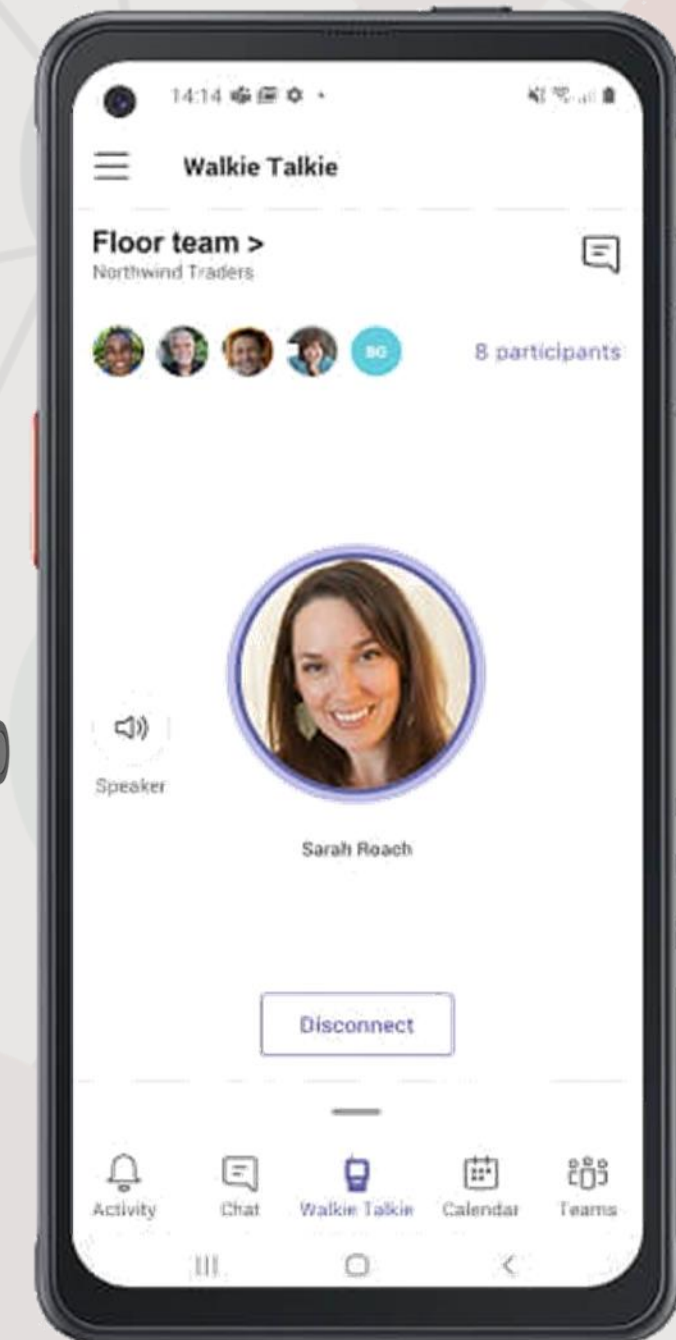 14:14
Walkie Talkie
Floor team >
Northwind Traders
BG
8 participants
Speaker
Sarah Roach
Disconnect
Activity
Chat
Walkie Talkie
Calendar
Teams